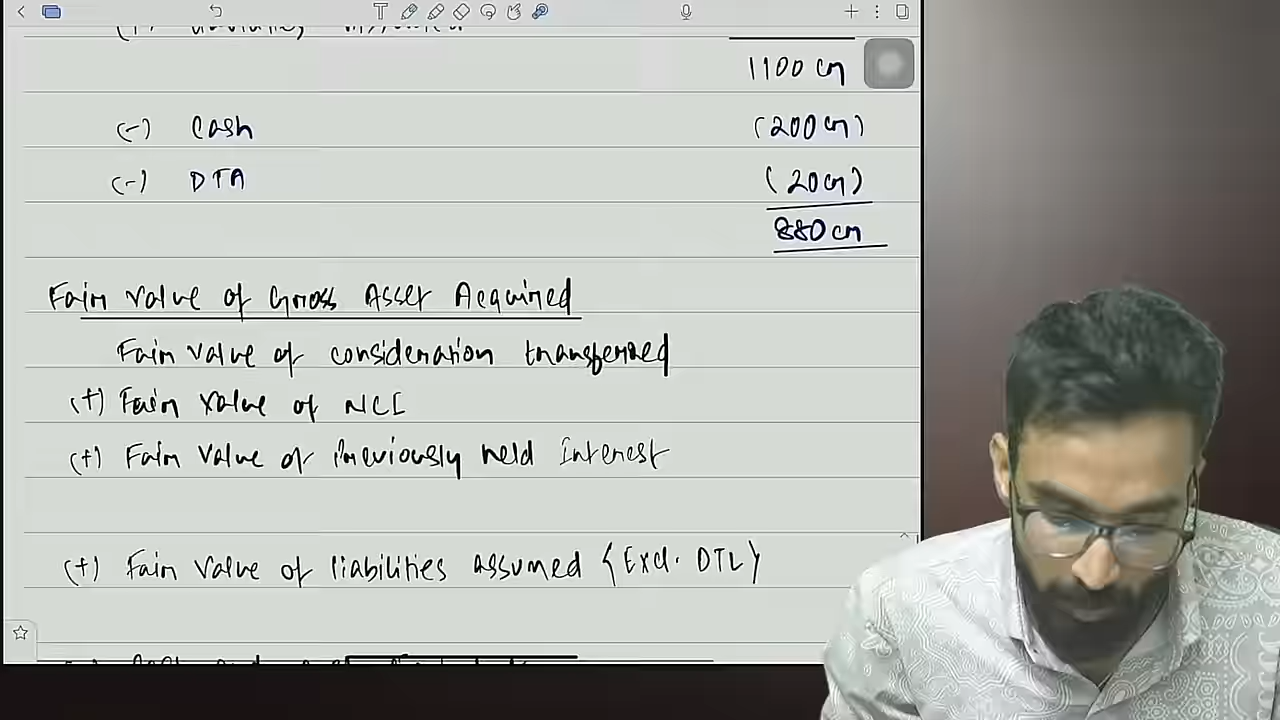 1100 cr
(-) Cash (200 cr)
(-) DTA (20 cr)
880 cr
Fair value of Gross Asset Acquired
Fair value of consideration transferred
(+) Fair value of NCI
(+) Fair value of Previously held Interest
(+) Fair value of liabilities assumed {Excl. DTL}